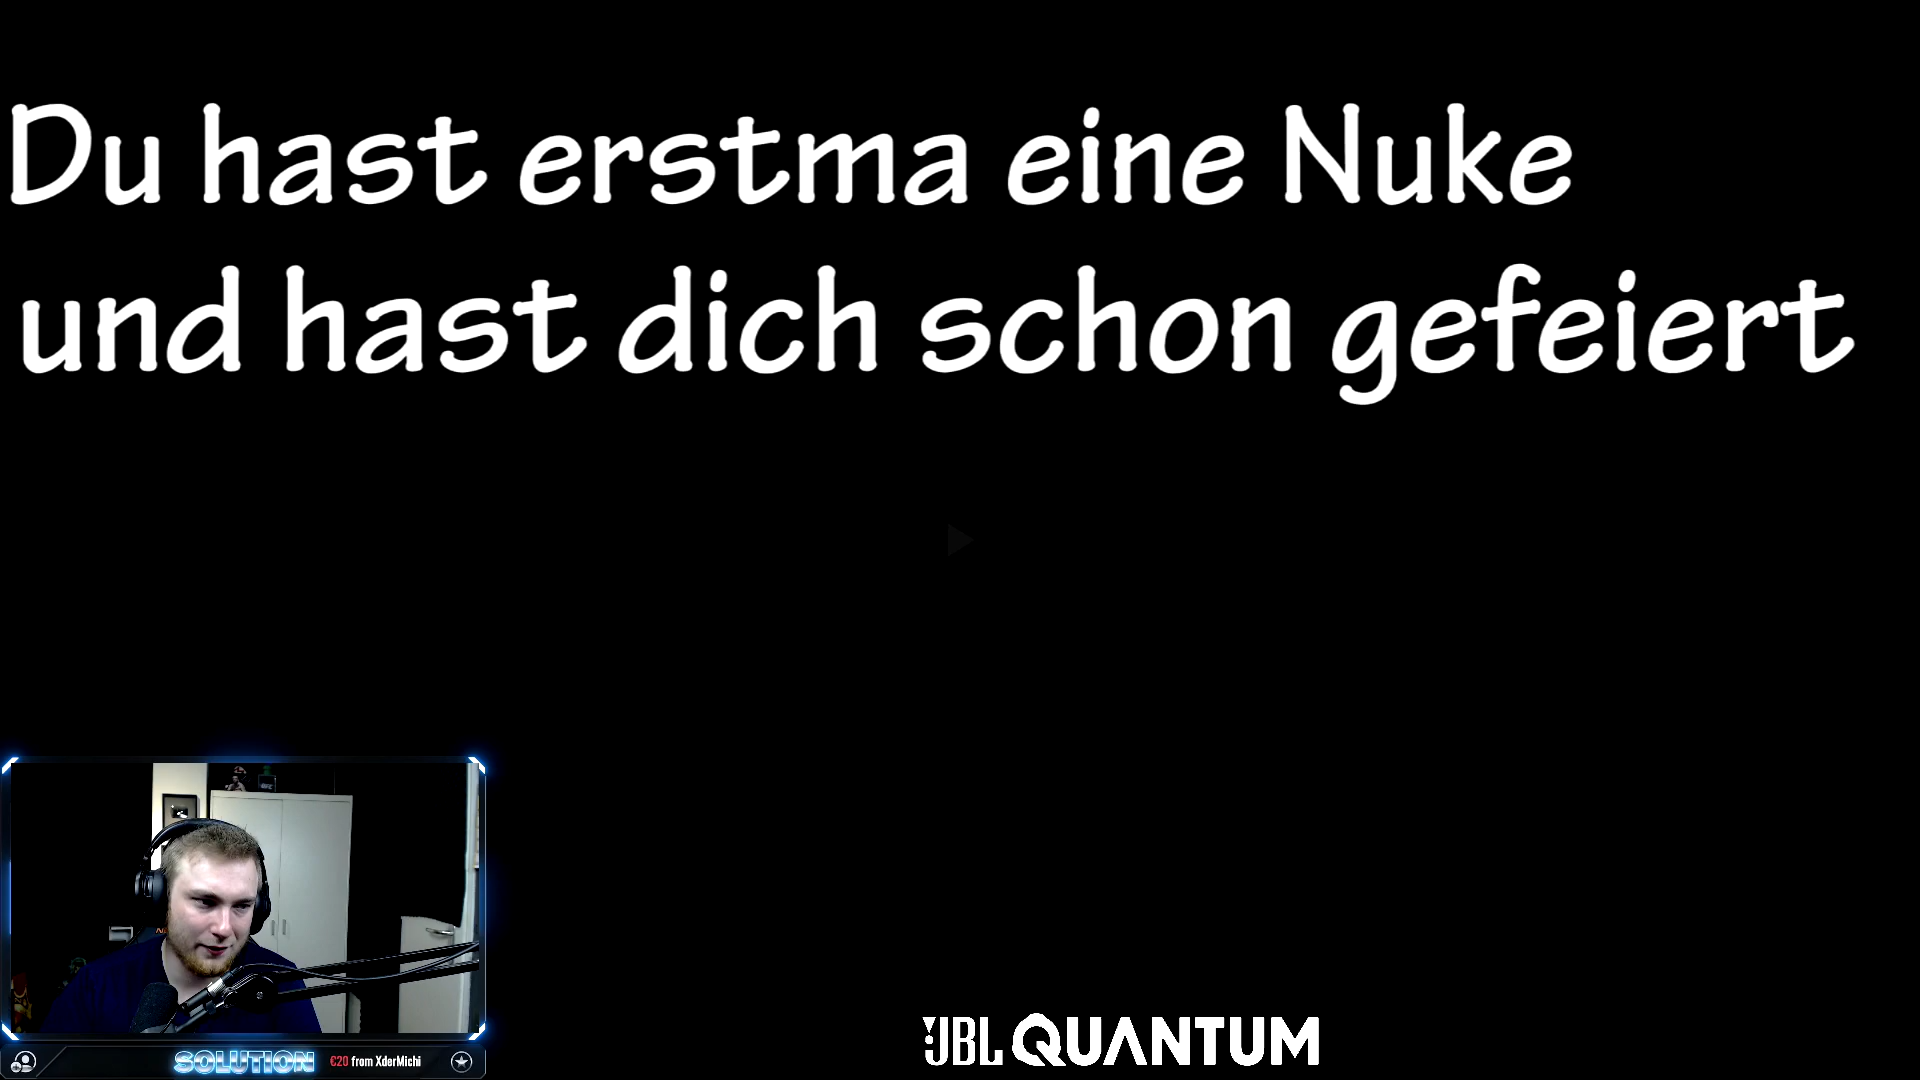 Du hast erstma eine Nuke
und hast dich schon gefeiert
SOLUTION
€20 from XderMichi
JBL QUANTUM